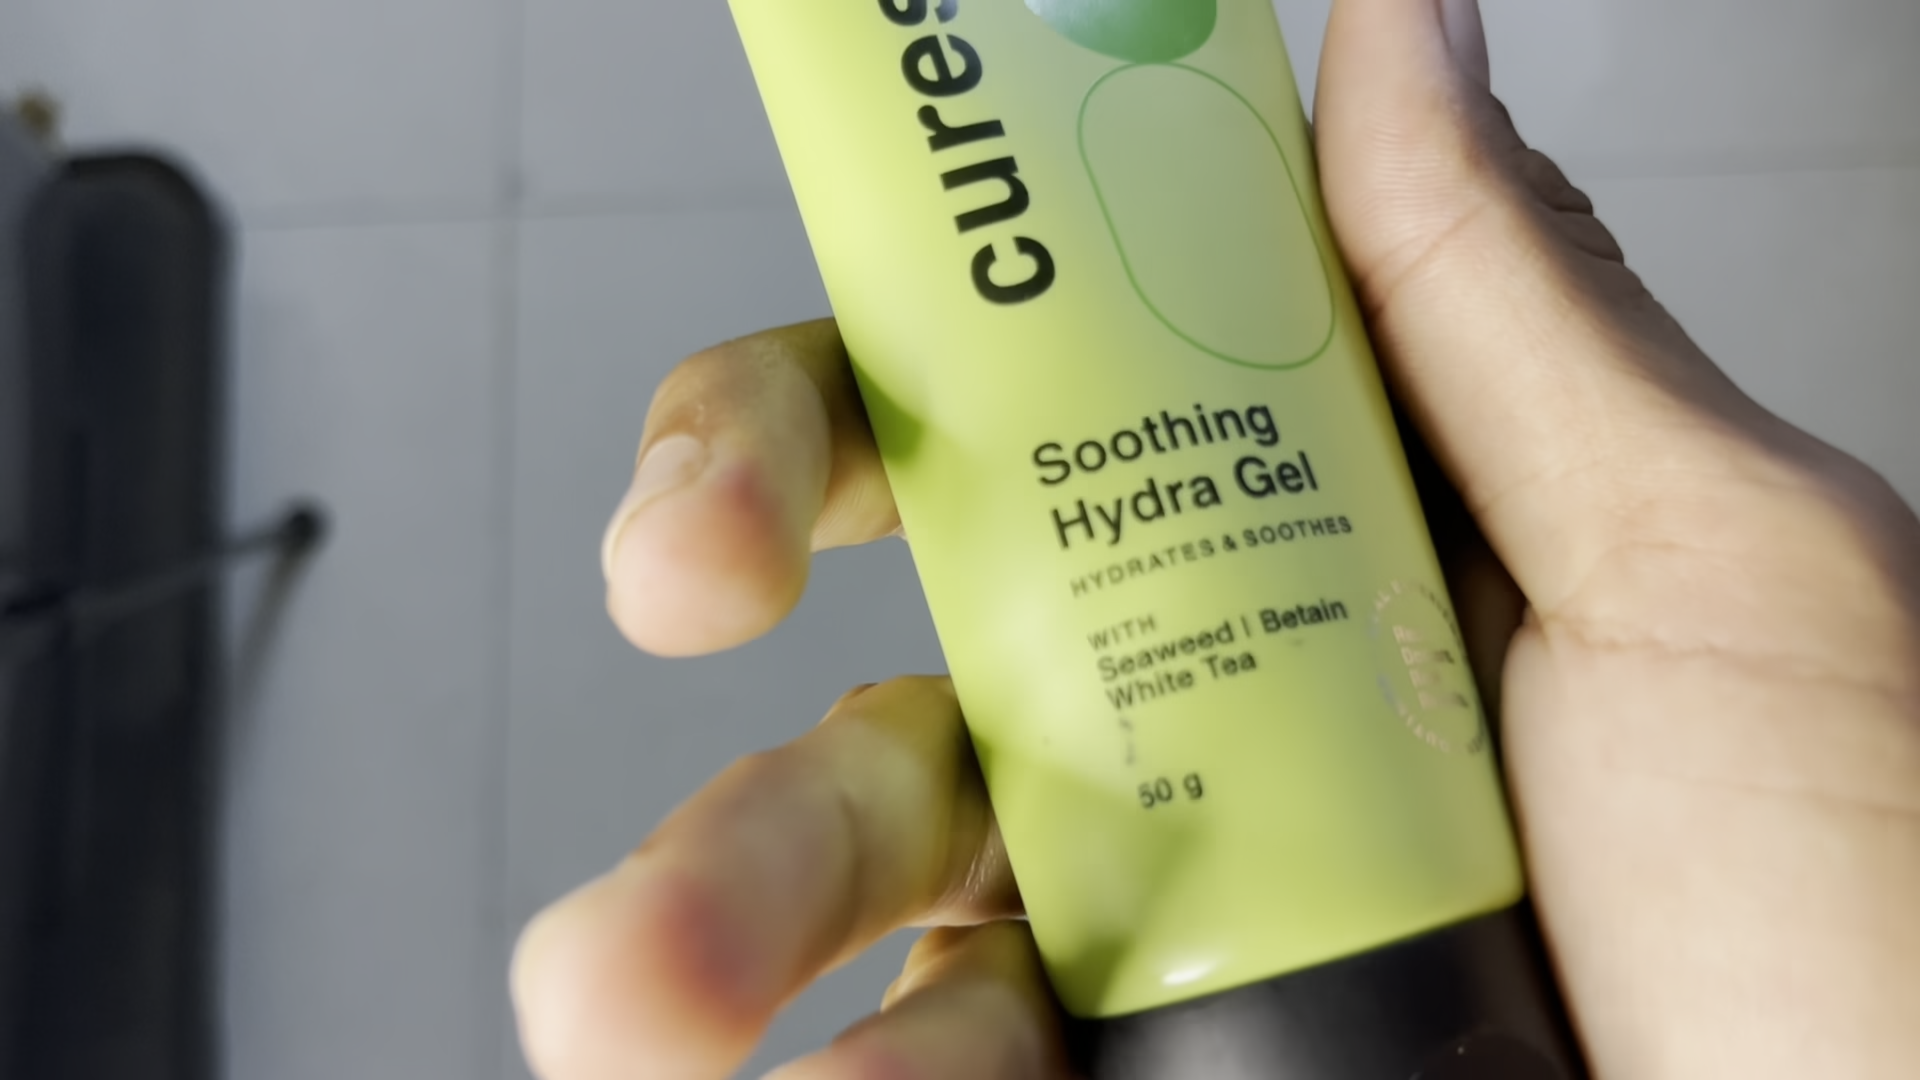 cures
Soothing
Hydra Gel
HYDRATES & SOOTHES
WITH
Seaweed | Betain
White Tea
50 g